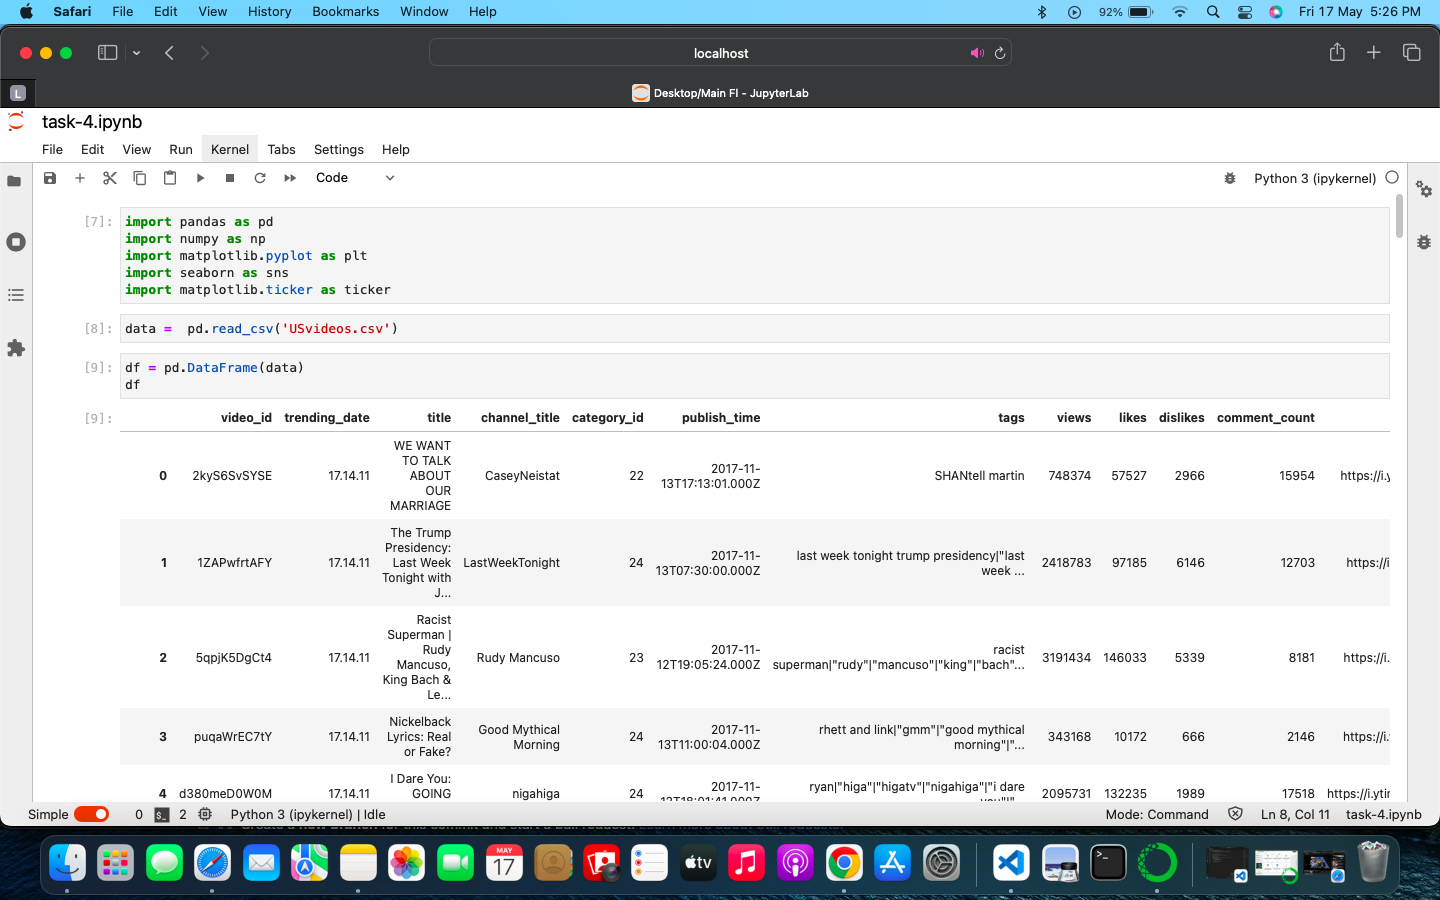 Safari File Edit View History Bookmarks Window Help 92% Fri 17 May 5:26 PM
localhost
L Desktop/Main Fl - JupyterLab
task-4.ipynb
File Edit View Run Kernel Tabs Settings Help
Code Python 3 (ipykernel)
[7]: import pandas as pd
import numpy as np
import matplotlib.pyplot as plt
import seaborn as sns
import matplotlib.ticker as ticker
[8]: data =  pd.read_csv('USvideos.csv')
[9]: df = pd.DataFrame(data)
df
[9]: video_id trending_date title channel_title category_id publish_time tags views likes dislikes comment_count
WE WANT
TO TALK
0 2kyS6SvSYSE 17.14.11 ABOUT CaseyNeistat 22 2017-11-13T17:13:01.000Z SHANtell martin 748374 57527 2966 15954 https://i.y
OUR
MARRIAGE
The Trump
Presidency:
1 1ZAPwfrtAFY 17.14.11 Last Week LastWeekTonight 24 2017-11-13T07:30:00.000Z last week tonight trump presidency|"last week ... 2418783 97185 6146 12703 https://i
Tonight with
J...
Racist
Superman |
Rudy
2 5qpjK5DgCt4 17.14.11 Mancuso, Rudy Mancuso 23 2017-11-12T19:05:24.000Z racist superman|"rudy"|"mancuso"|"king"|"bach"... 3191434 146033 5339 8181 https://i.
King Bach &
Le...
Nickelback
3 puqaWrEC7tY 17.14.11 Lyrics: Real Good Mythical Morning 24 2017-11-13T11:00:04.000Z rhett and link|"gmm"|"good mythical morning"|"... 343168 10172 666 2146 https://i.
or Fake?
I Dare You:
4 d380meD0W0M 17.14.11 GOING nigahiga 24 2017-11-12T18:01:41.000Z ryan|"higa"|"higatv"|"nigahiga"|"i dare you"|"... 2095731 132235 1989 17518 https://i.ytir
Simple 0 2 Python 3 (ipykernel) | Idle Mode: Command Ln 8, Col 11 task-4.ipynb
MAY
17
tv